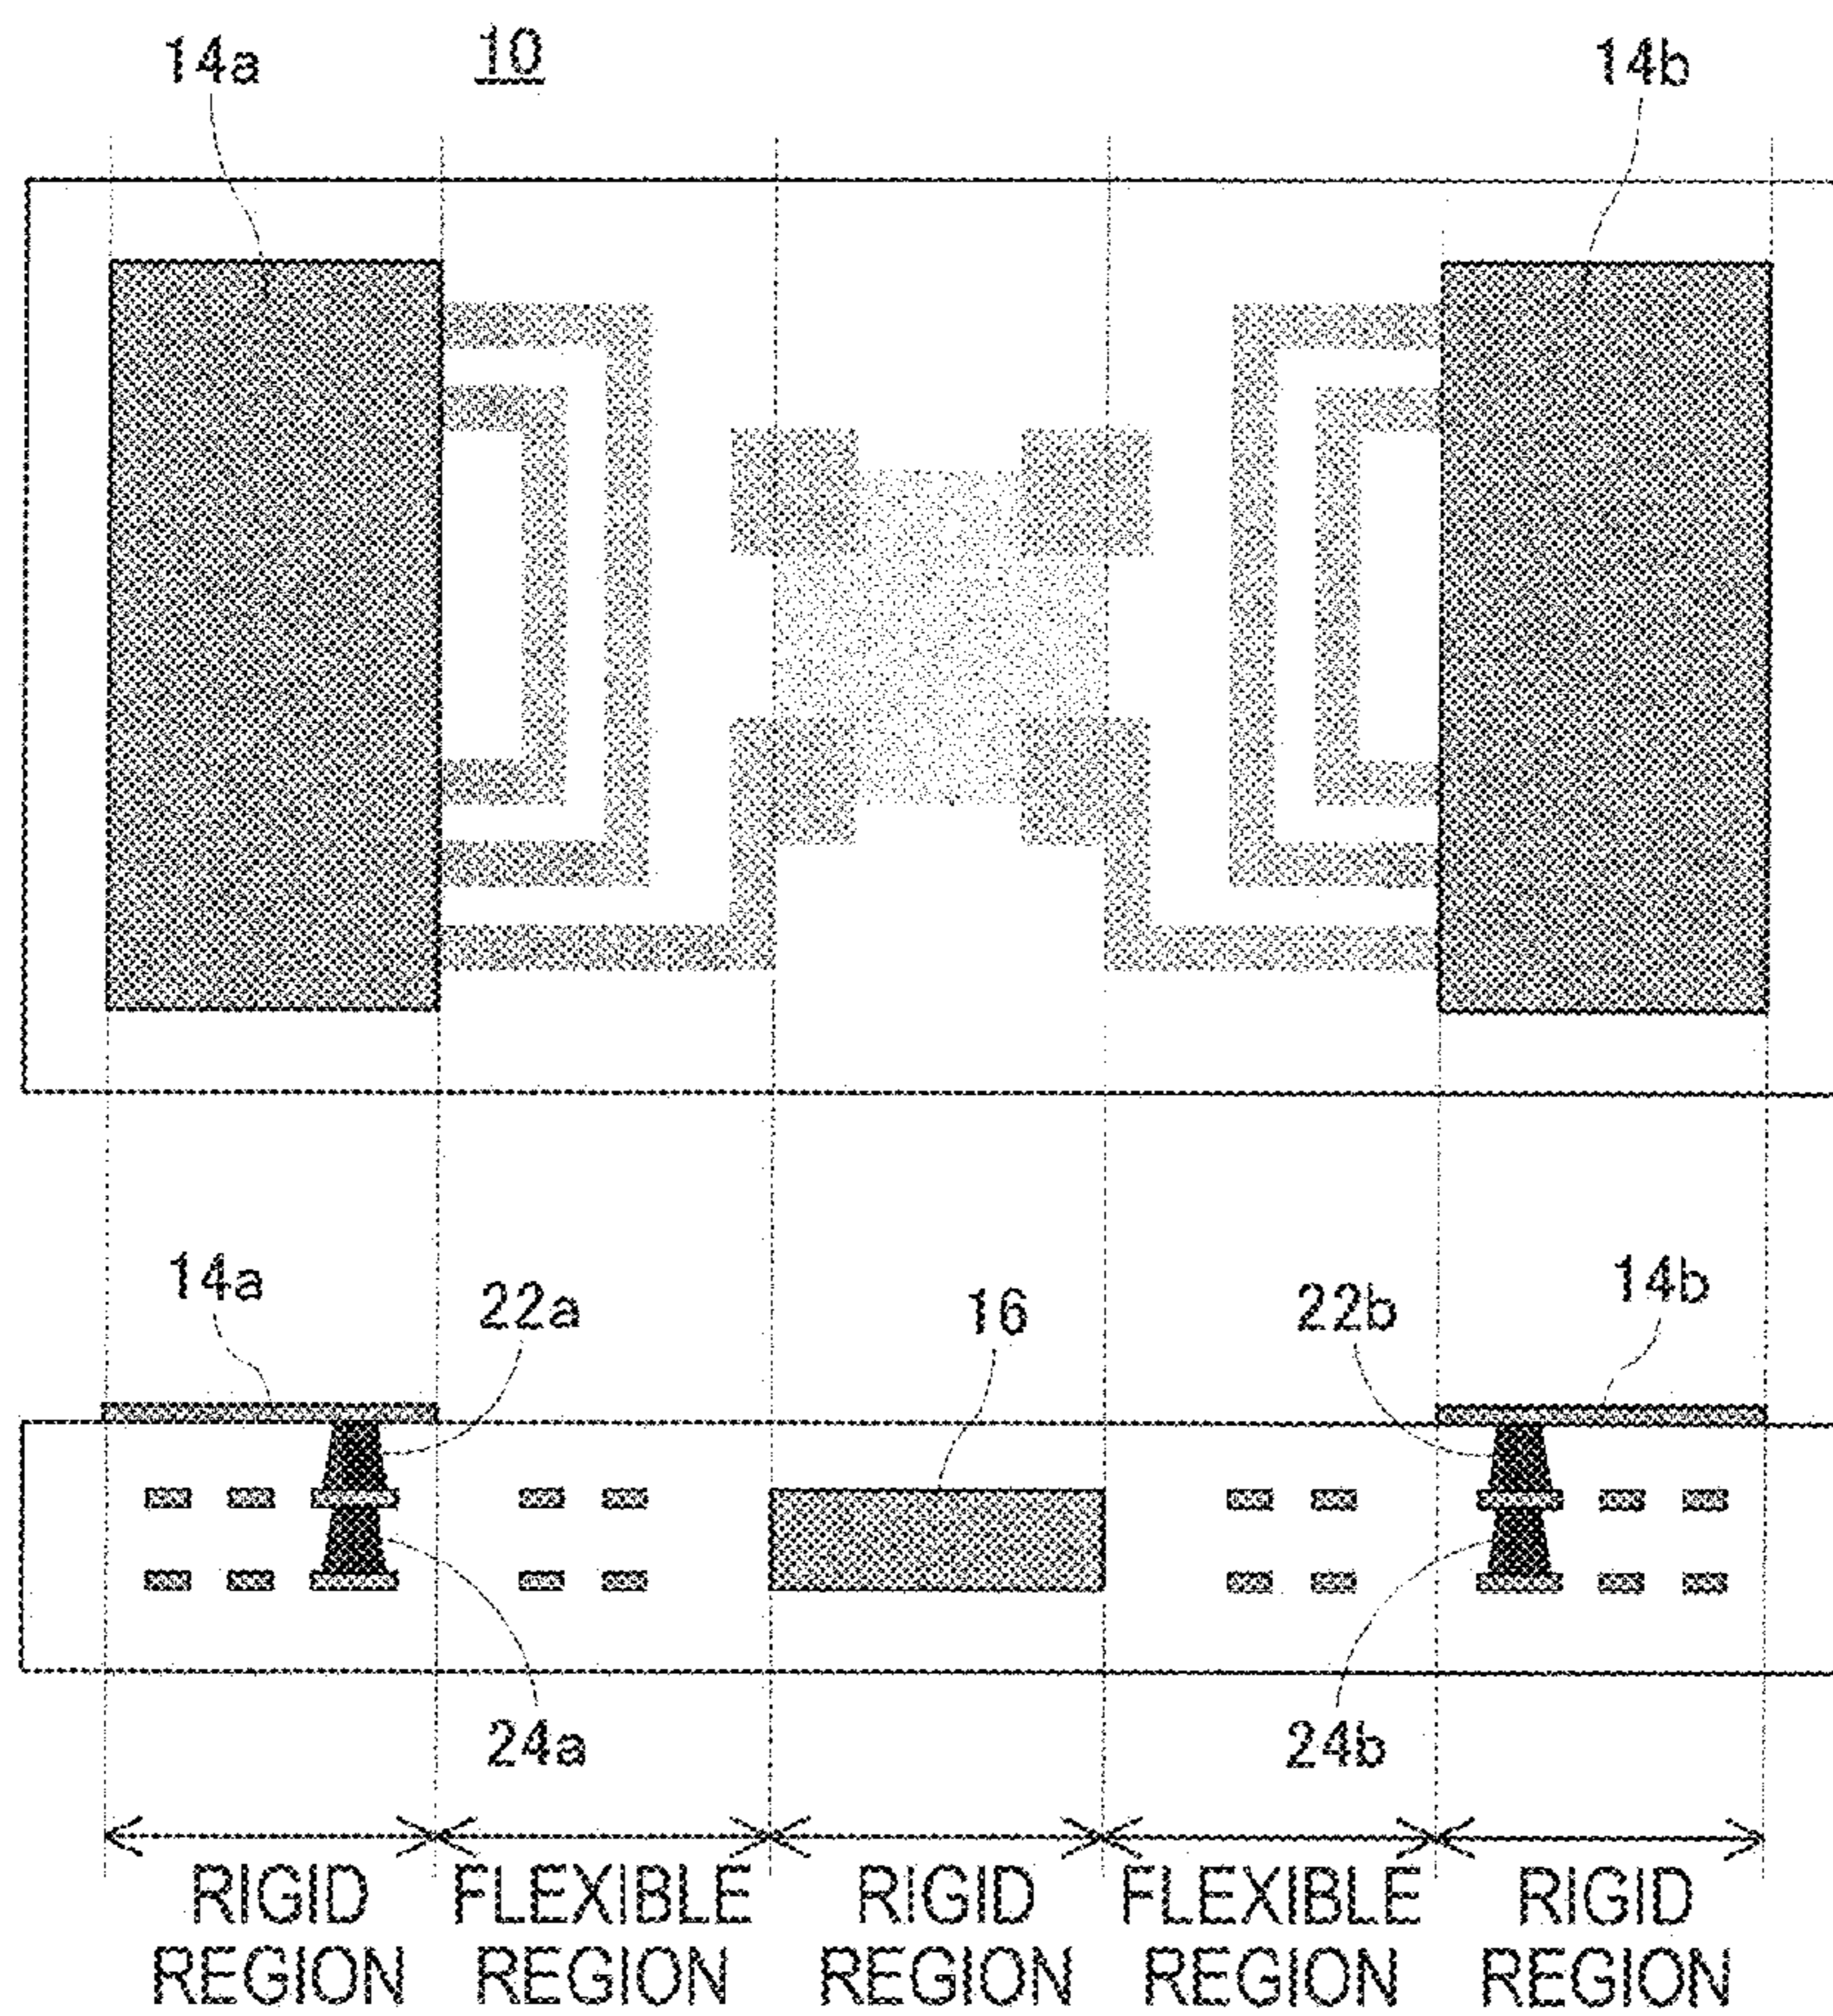 14a
10
14b
14a
22a
16
22b
14b
24a
24b
RIGID REGION
FLEXIBLE REGION
RIGID REGION
FLEXIBLE REGION
RIGID REGION